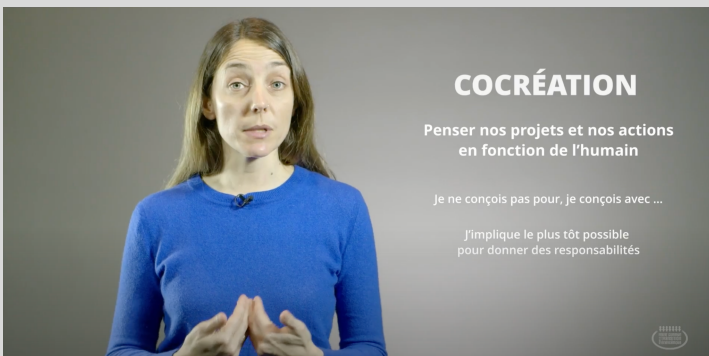 COCRÉATION
Penser nos projets et nos actions
en fonction de l'humain
Je ne conçois pas pour, je conçois avec ...
J'implique le plus tôt possible
pour donner des responsabilités